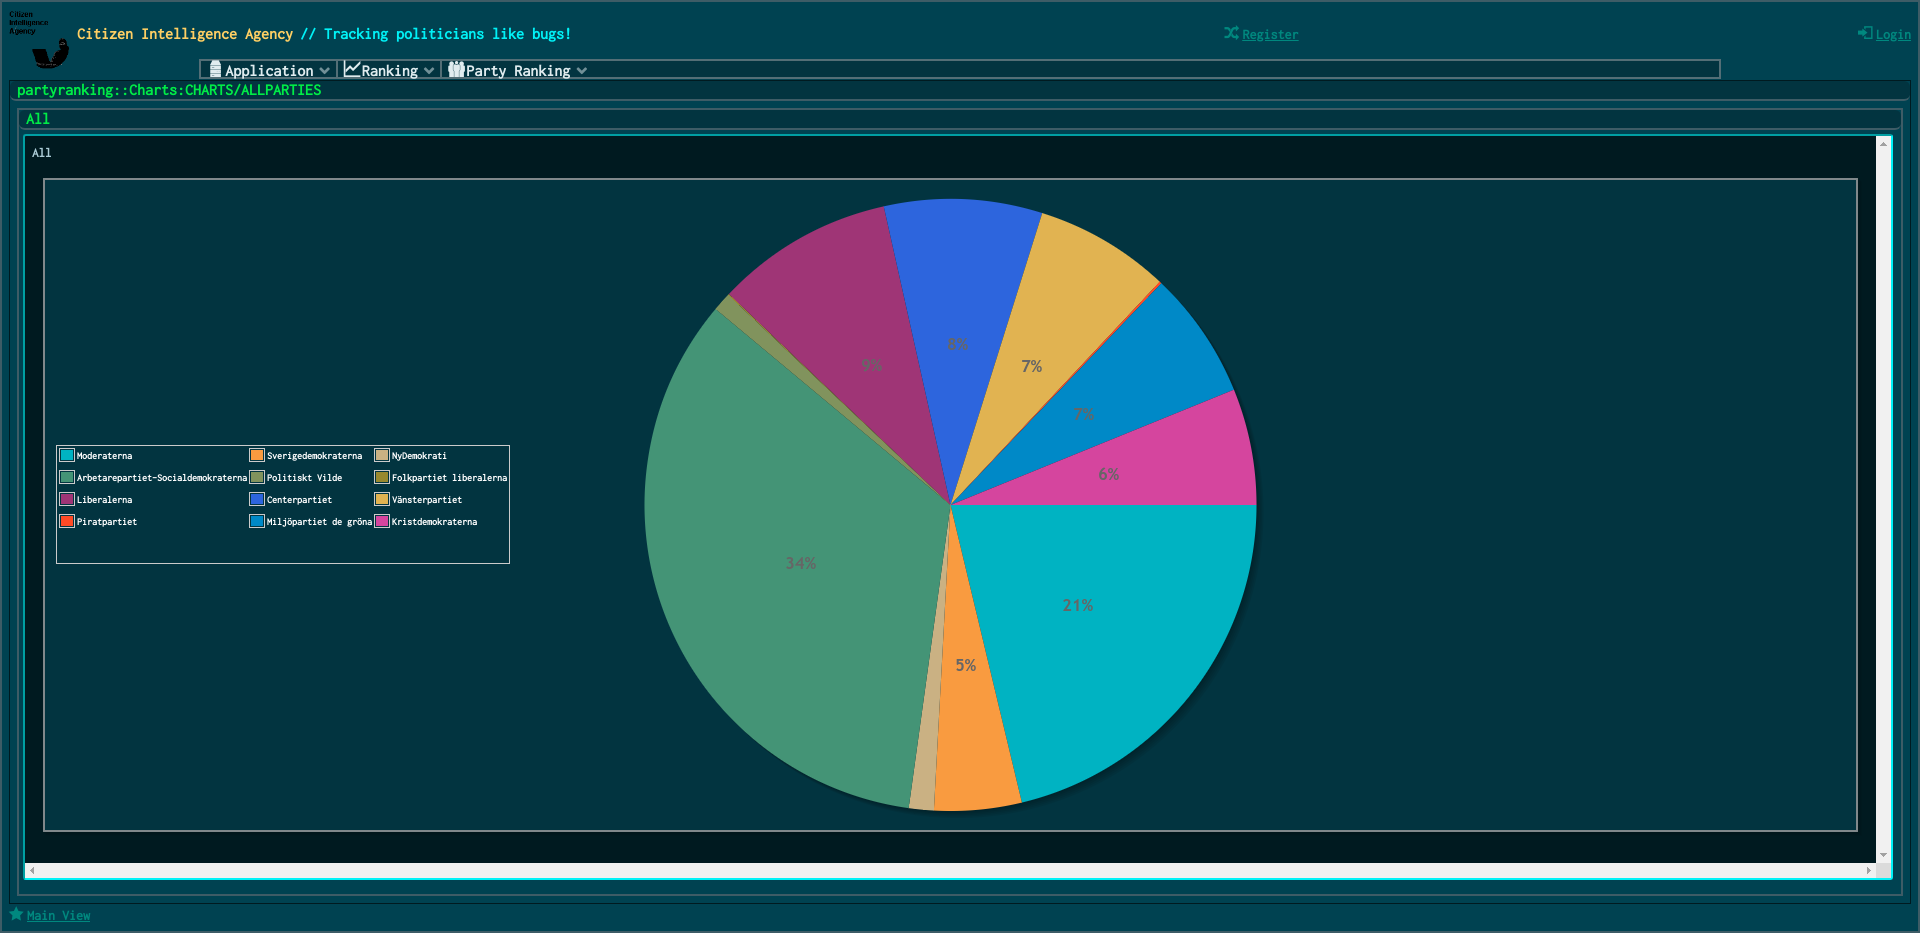 Citizen
Intelligence
Agency
Citizen Intelligence Agency // Tracking politicians like bugs!
Register
Login
Application
Ranking
Party Ranking
partyranking::Charts:CHARTS/ALLPARTIES
All
All
8%
9%
7%
7%
6%
34%
21%
5%
Moderaterna
Sverigedemokraterna
NyDemokrati
Arbetarepartiet-Socialdemokraterna
Politiskt Vilde
Folkpartiet liberalerna
Liberalerna
Centerpartiet
Vänsterpartiet
Piratpartiet
Miljöpartiet de gröna
Kristdemokraterna
Main View